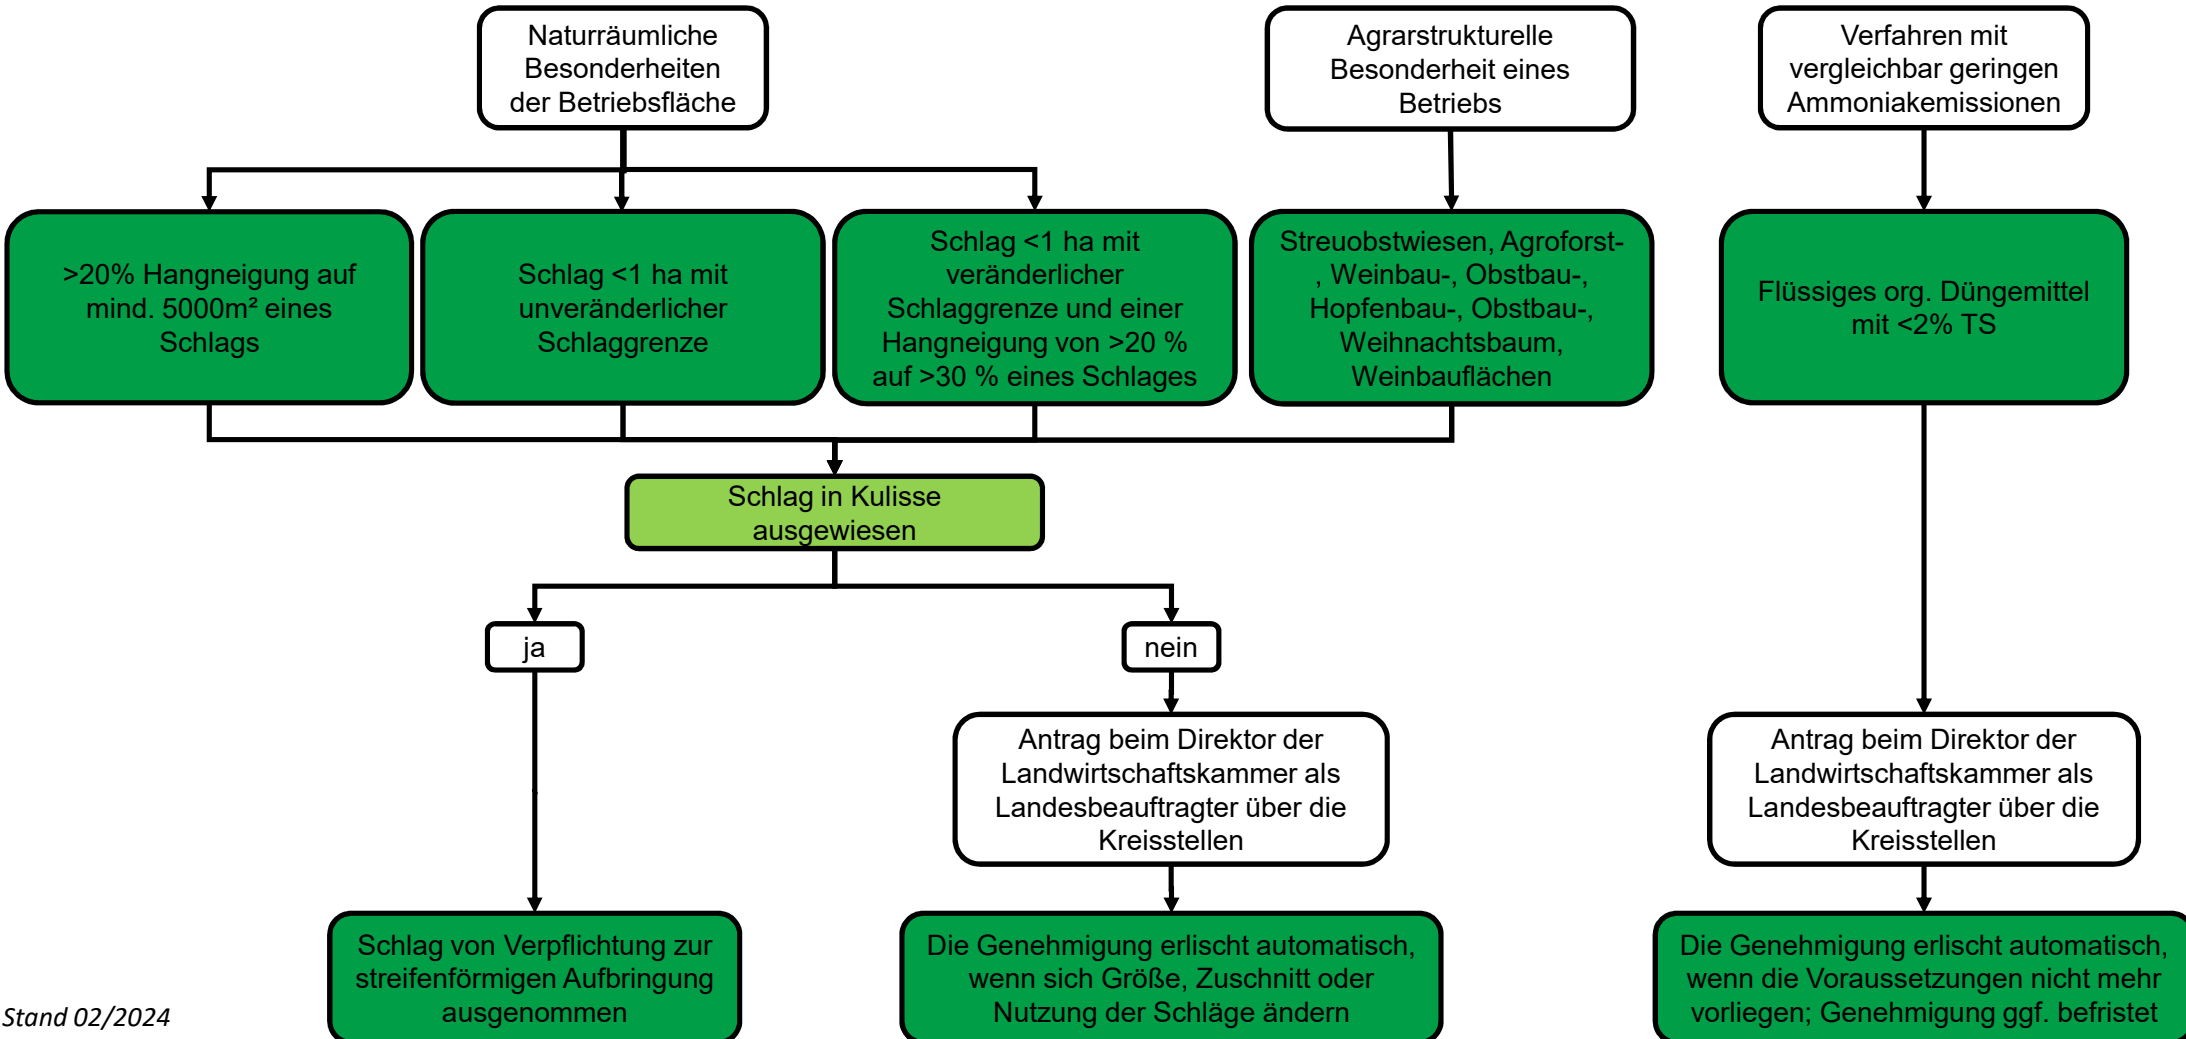 Naturräumliche
Besonderheiten
der Betriebsfläche
Agrarstrukturelle
Besonderheit eines
Betriebs
Verfahren mit
vergleichbar geringen
Ammoniakemissionen
>20% Hangneigung auf
mind. 5000m² eines
Schlags
Schlag <1 ha mit
unveränderlicher
Schlaggrenze
Schlag <1 ha mit
veränderlicher
Schlaggrenze und einer
Hangneigung von >20 %
auf >30 % eines Schlages
Streuobstwiesen, Agroforst-
, Weinbau-, Obstbau-,
Hopfenbau-, Obstbau-,
Weihnachtsbaum,
Weinbauflächen
Flüssiges org. Düngemittel
mit <2% TS
Schlag in Kulisse
ausgewiesen
ja
nein
Antrag beim Direktor der
Landwirtschaftskammer als
Landesbeauftragter über die
Kreisstellen
Antrag beim Direktor der
Landwirtschaftskammer als
Landesbeauftragter über die
Kreisstellen
Schlag von Verpflichtung zur
streifenförmigen Aufbringung
ausgenommen
Die Genehmigung erlischt automatisch,
wenn sich Größe, Zuschnitt oder
Nutzung der Schläge ändern
Die Genehmigung erlischt automatisch,
wenn die Voraussetzungen nicht mehr
vorliegen; Genehmigung ggf. befristet
Stand 02/2024